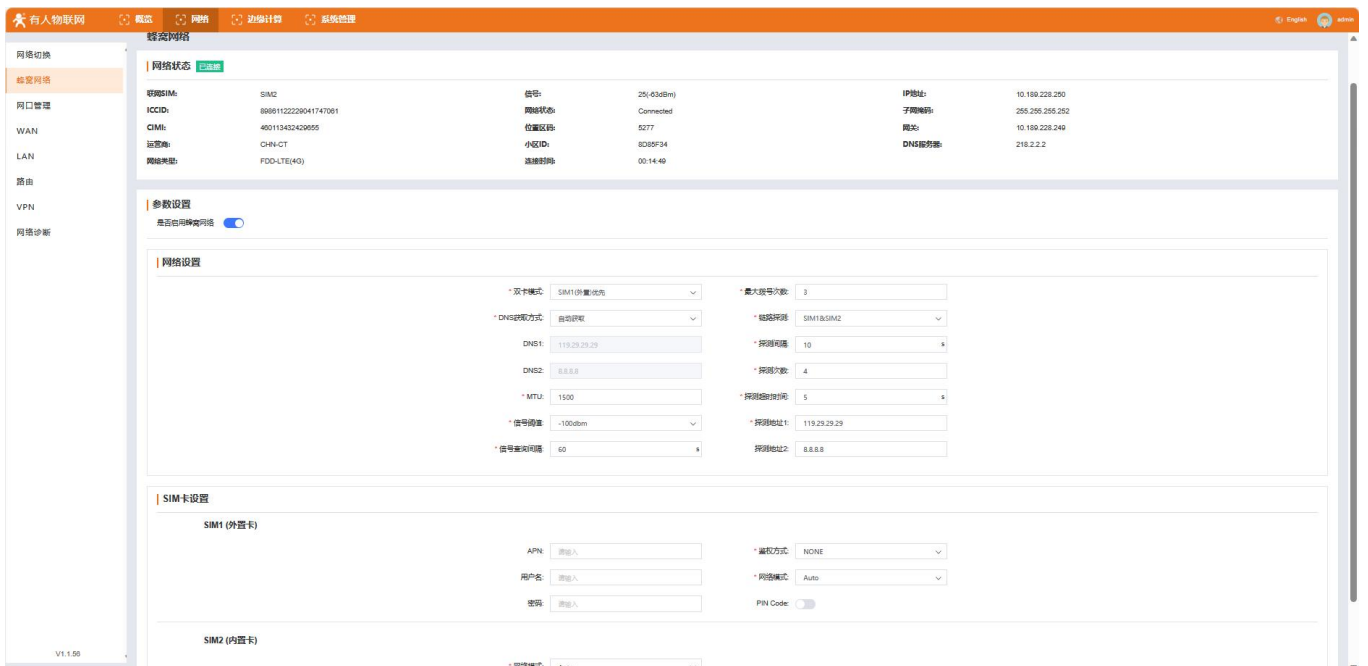 有人物联网 概览 网络 边缘计算 系统管理 English admin
蜂窝网络
网络切换
蜂窝网络
网口管理
WAN
LAN
路由
VPN
网络诊断
V1.1.56
网络状态 已连接
联网SIM: SIM2 信号: 25(-63dBm) IP地址: 10.189.228.250
ICCID: 89861122229041747061 网络状态: Connected 子网掩码: 255.255.255.252
CIMI: 460113432429655 位置区码: 5277 网关: 10.189.228.249
运营商: CHN-CT 小区ID: 8D85F34 DNS服务器: 218.2.2.2
网络类型: FDD-LTE(4G) 连接时间: 00:14:49
参数设置
是否启用蜂窝网络
网络设置
* 双卡模式: SIM1(外置)优先 * 最大拨号次数: 3
* DNS获取方式: 自动获取 * 链路探测: SIM1&SIM2
DNS1: 119.29.29.29 * 探测间隔: 10 s
DNS2: 8.8.8.8 * 探测次数: 4
* MTU: 1500 * 探测超时时间: 5 s
* 信号阈值: -100dbm * 探测地址1: 119.29.29.29
* 信号查询间隔: 60 s 探测地址2: 8.8.8.8
SIM卡设置
SIM1 (外置卡)
APN: 请输入 * 鉴权方式: NONE
用户名: 请输入 * 网络模式: Auto
密码: 请输入 PIN Code:
SIM2 (内置卡)